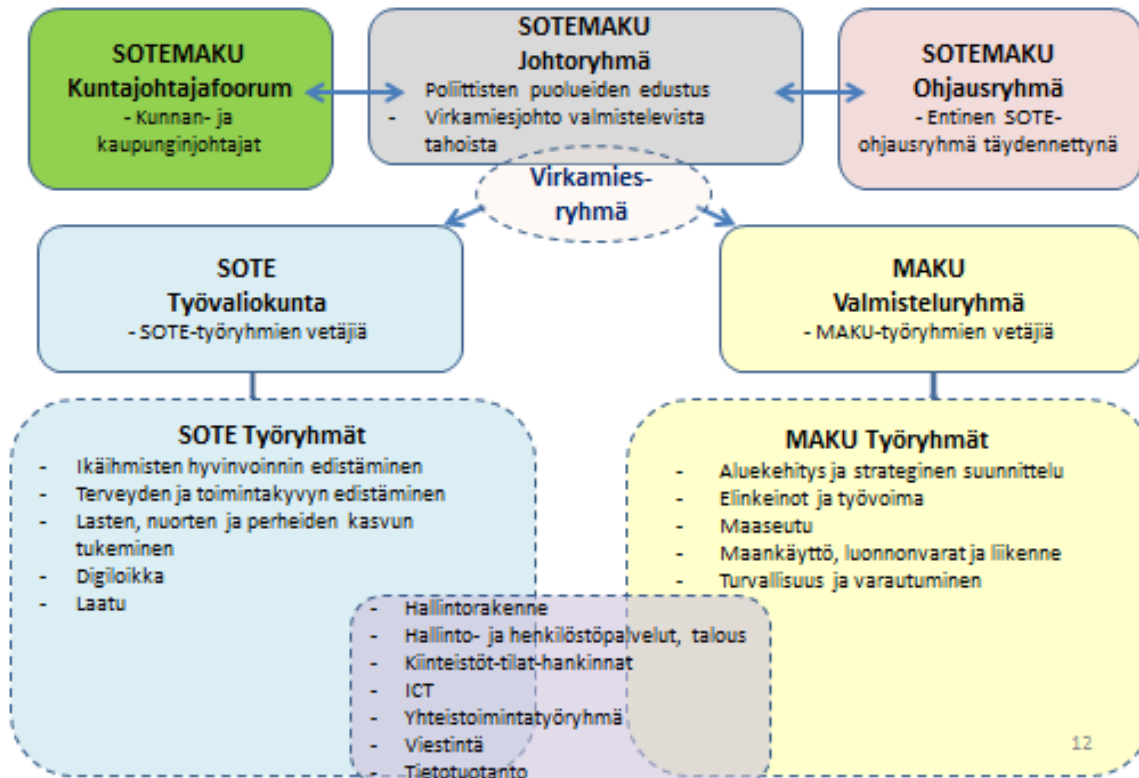 SOTEMAKU
Kuntajohtajafoorum
- Kunnan- ja
kaupunginjohtajat
SOTEMAKU
Johtoryhmä
- Poliittisten puolueiden edustus
- Virkamiesjohto valmistelevista
tahoista
SOTEMAKU
Ohjausryhmä
- Entinen SOTE-
ohjausryhmä täydennettynä
Virkamies-
ryhmä
SOTE
Työvaliokunta
- SOTE-työryhmien vetäjiä
MAKU
Valmisteluryhmä
- MAKU-työryhmien vetäjiä
SOTE Työryhmät
- Ikäihmisten hyvinvoinnin edistäminen
- Terveyden ja toimintakyvyn edistäminen
- Lasten, nuorten ja perheiden kasvun
tukeminen
- Digiloikka
- Laatu
MAKU Työryhmät
- Aluekehitys ja strateginen suunnittelu
- Elinkeinot ja työvoima
- Maaseutu
- Maankäyttö, luonnonvarat ja liikenne
- Turvallisuus ja varautuminen
- Hallintorakenne
- Hallinto- ja henkilöstöpalvelut, talous
- Kiinteistöt-tilat-hankinnat
- ICT
- Yhteistoimintatyöryhmä
- Viestintä
- Tietotuotanto
12